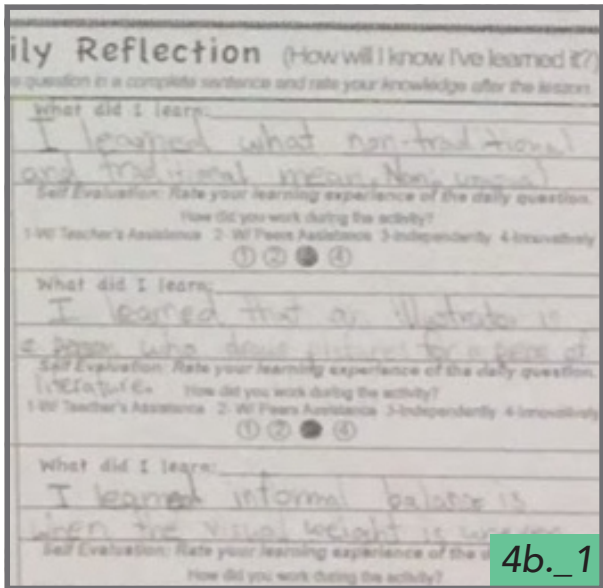 ily Reflection (How will I know I've learned it?)
question in a complete sentence and rate your knowledge after the lesson.
What did I learn:
I learned what non-traditional
and traditional mean, Non, unusual
Self Evaluation: Rate your learning experience of the daily question.
How did you work during the activity?
1-W/ Teacher's Assistance 2- W/ Peers Assistance 3-Independently 4-Innovatively
① ② ④
What did I learn:
I learned that an illustrator is
a person who draws pictures for a piece of
Self Evaluation: Rate your learning experience of the daily question.
literature. How did you work during the activity?
1-W/ Teacher's Assistance 2- W/ Peers Assistance 3-Independently 4-Innovatively
① ② ④
What did I learn:
I learned informal balance is
when the visual weight is uneven
Self Evaluation: Rate your learning experience of the d
How did you work during the activity?
4b._1